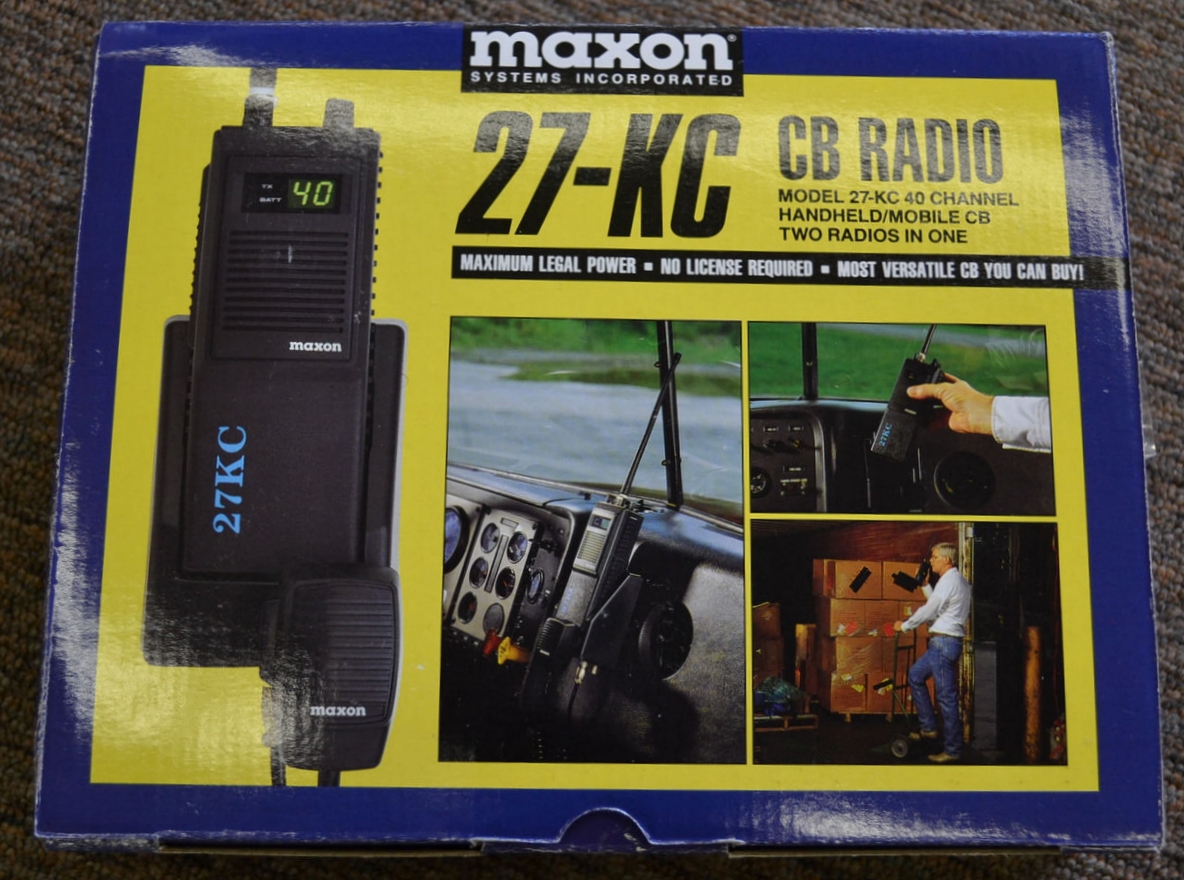 maxon®
SYSTEMS INCORPORATED
27-KC
CB RADIO
MODEL 27-KC 40 CHANNEL
HANDHELD/MOBILE CB
TWO RADIOS IN ONE
MAXIMUM LEGAL POWER ▪ NO LICENSE REQUIRED ▪ MOST VERSATILE CB YOU CAN BUY!
TX
BATT
40
maxon
27KC
maxon
27KC